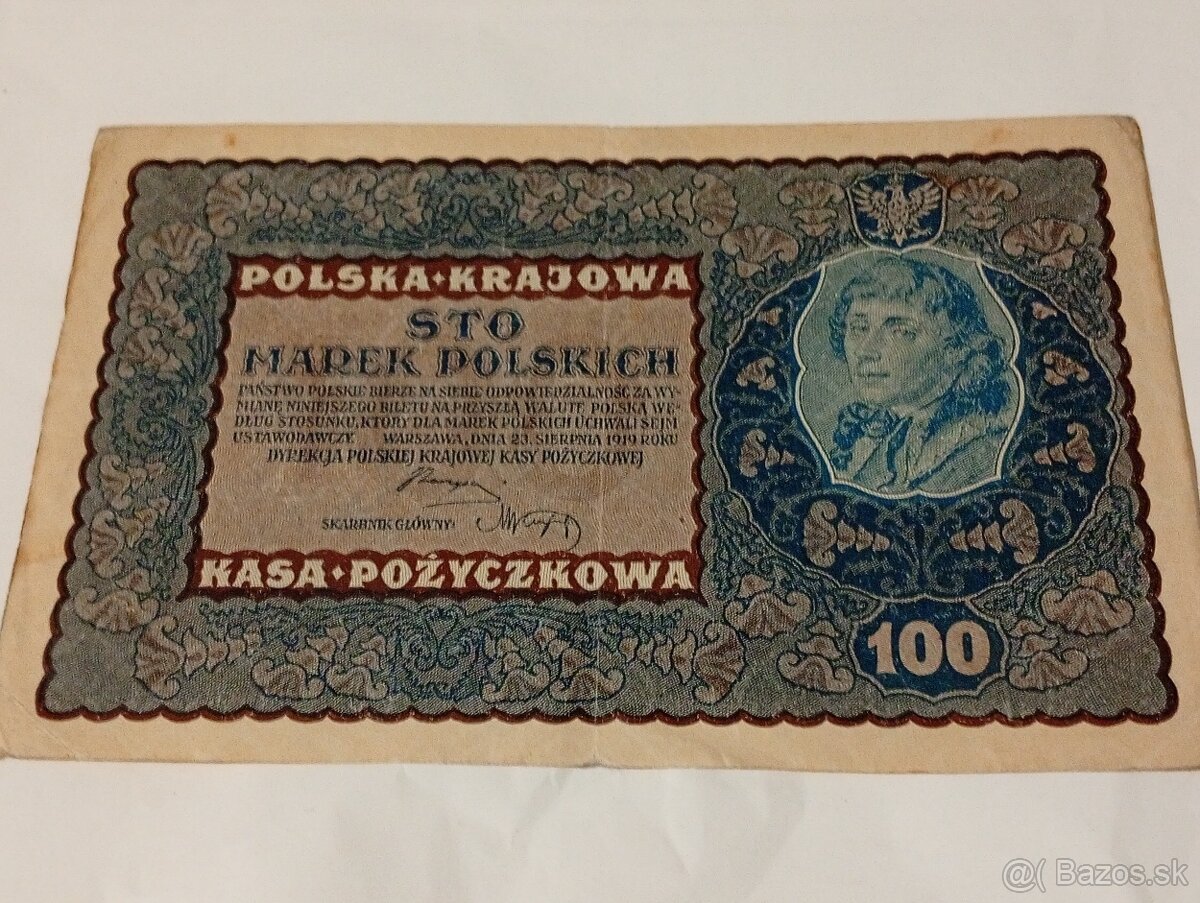 POLSKA·KRAJOWA
STO
MAREK POLSKICH
PAŃSTWO POLSKIE BIERZE NA SIEBIE ODPOWIEDZIALNOŚĆ ZA WY-
MIANĘ NINIEJSZEGO BILETU NA PRZYSZŁĄ WALUTĘ POLSKĄ WE-
DŁUG STOSUNKU, KTÓRY DLA MAREK POLSKICH UCHWALI SEJM
USTAWODAWCZY. WARSZAWA, DNIA 23. SIERPNIA 1919 ROKU
DYREKCJA POLSKIEJ KRAJOWEJ KASY POŻYCZKOWEJ
SKARBNIK GŁÓWNY:
KASA·POŻYCZKOWA
100
@( Bazos.sk